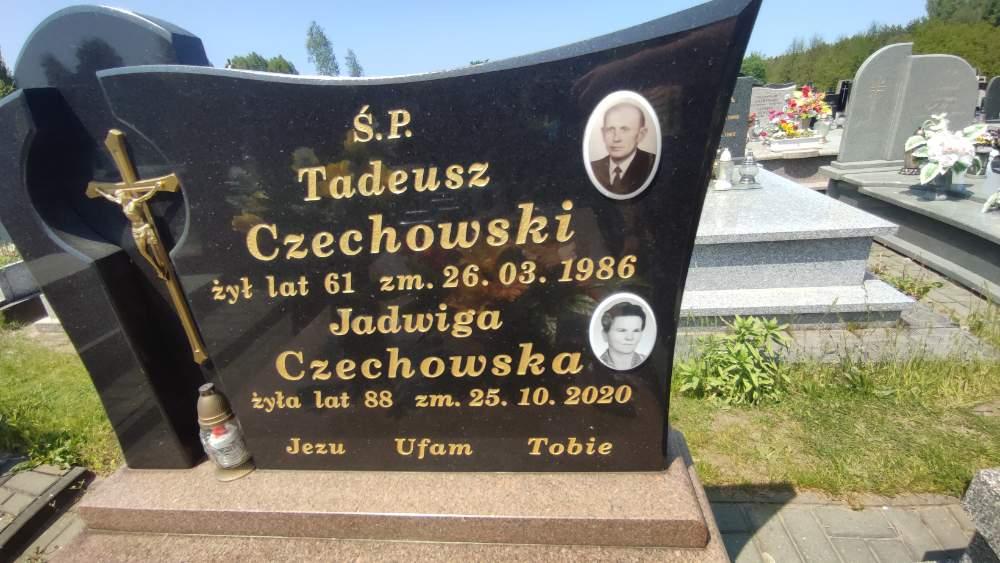 Ś.P.
Tadeusz
Czechowski
żył lat 61 zm. 26. 03. 1986
Jadwiga
Czechowska
żyła lat 88 zm. 25. 10. 2020
Jezu Ufam Tobie